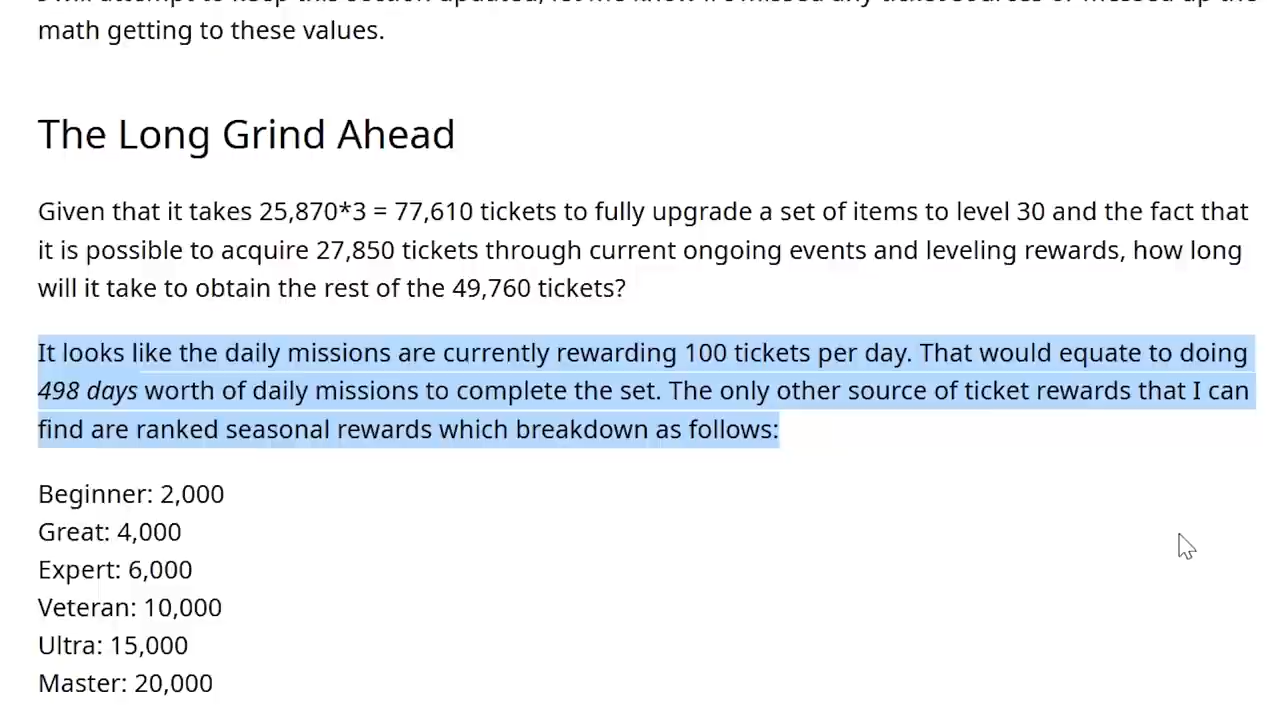 math getting to these values.
The Long Grind Ahead
Given that it takes 25,870*3 = 77,610 tickets to fully upgrade a set of items to level 30 and the fact that
it is possible to acquire 27,850 tickets through current ongoing events and leveling rewards, how long
will it take to obtain the rest of the 49,760 tickets?
It looks like the daily missions are currently rewarding 100 tickets per day. That would equate to doing
498 days worth of daily missions to complete the set. The only other source of ticket rewards that I can
find are ranked seasonal rewards which breakdown as follows:
Beginner: 2,000
Great: 4,000
Expert: 6,000
Veteran: 10,000
Ultra: 15,000
Master: 20,000